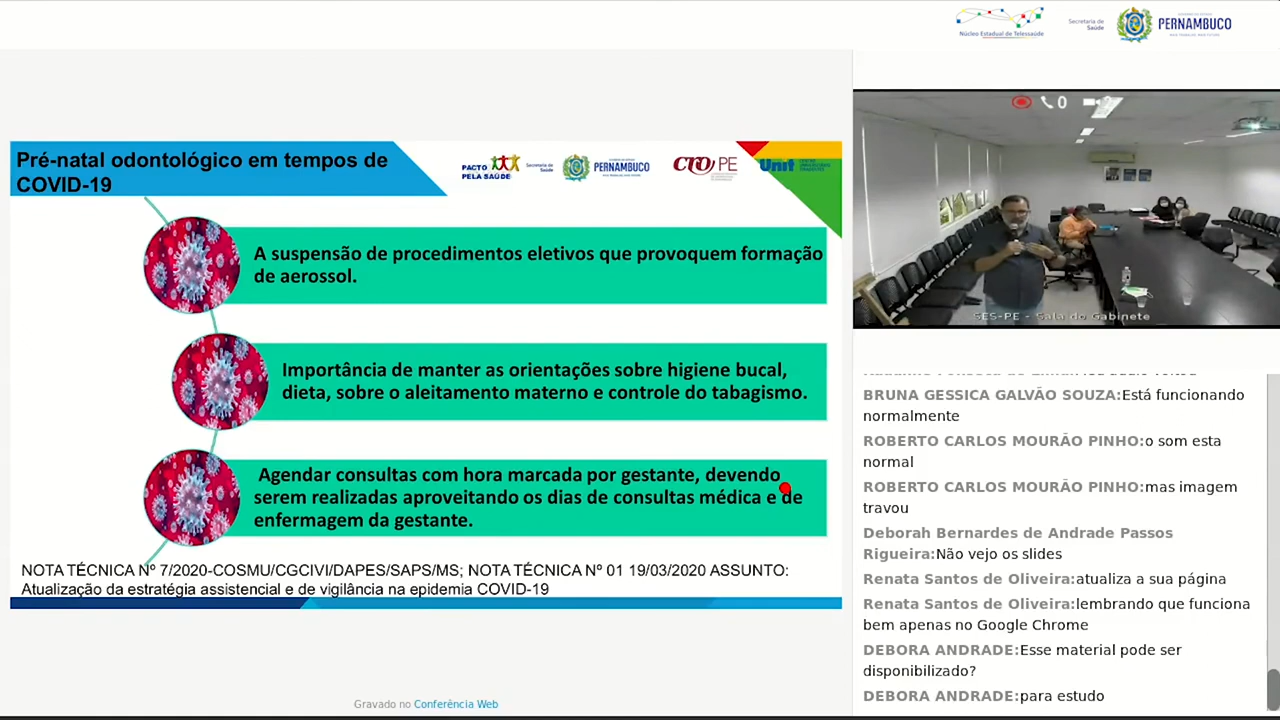 Núcleo Estadual de Telessaúde
Secretaria de
Saúde
PERNAMBUCO
Pré-natal odontológico em tempos de
COVID-19
PACTO
PELA SAÚDE
Secretaria de
Saúde
PERNAMBUCO
CRO PE
Unit
A suspensão de procedimentos eletivos que provoquem formação
de aerossol.
Importância de manter as orientações sobre higiene bucal,
dieta, sobre o aleitamento materno e controle do tabagismo.
Agendar consultas com hora marcada por gestante, devendo
serem realizadas aproveitando os dias de consultas médica e de
enfermagem da gestante.
NOTA TÉCNICA Nº 7/2020-COSMU/CGCIVI/DAPES/SAPS/MS; NOTA TÉCNICA Nº 01 19/03/2020 ASSUNTO:
Atualização da estratégia assistencial e de vigilância na epidemia COVID-19
Gravado no Conferência Web
0
SES-PE - Sala do Gabinete
BRUNA GESSICA GALVÃO SOUZA:Está funcionando
normalmente
ROBERTO CARLOS MOURÃO PINHO:o som esta
normal
ROBERTO CARLOS MOURÃO PINHO:mas imagem
travou
Deborah Bernardes de Andrade Passos
Rigueira:Não vejo os slides
Renata Santos de Oliveira:atualiza a sua página
Renata Santos de Oliveira:lembrando que funciona
bem apenas no Google Chrome
DEBORA ANDRADE:Esse material pode ser
disponibilizado?
DEBORA ANDRADE:para estudo